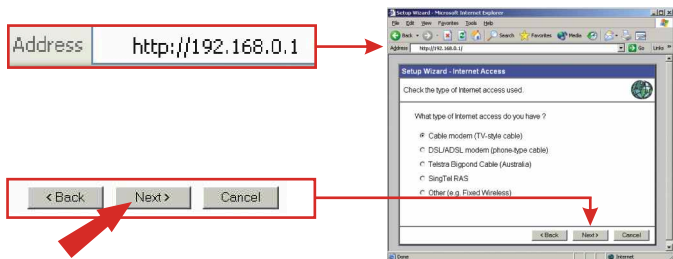 Address http://192.168.0.1
< Back Next > Cancel
Setup Wizard - Microsoft Internet Explorer
File Edit View Favorites Tools Help
Back Search Favorites Media
Address http://192.168.0.1/ Go Links »
Setup Wizard - Internet Access
Check the type of Internet access used.
What type of Internet access do you have ?
Cable modem (TV-style cable)
DSL/ADSL modem (phone-type cable)
Telstra Bigpond Cable (Australia)
SingTel RAS
Other (e.g. Fixed Wireless)
< Back Next > Cancel
Done Internet